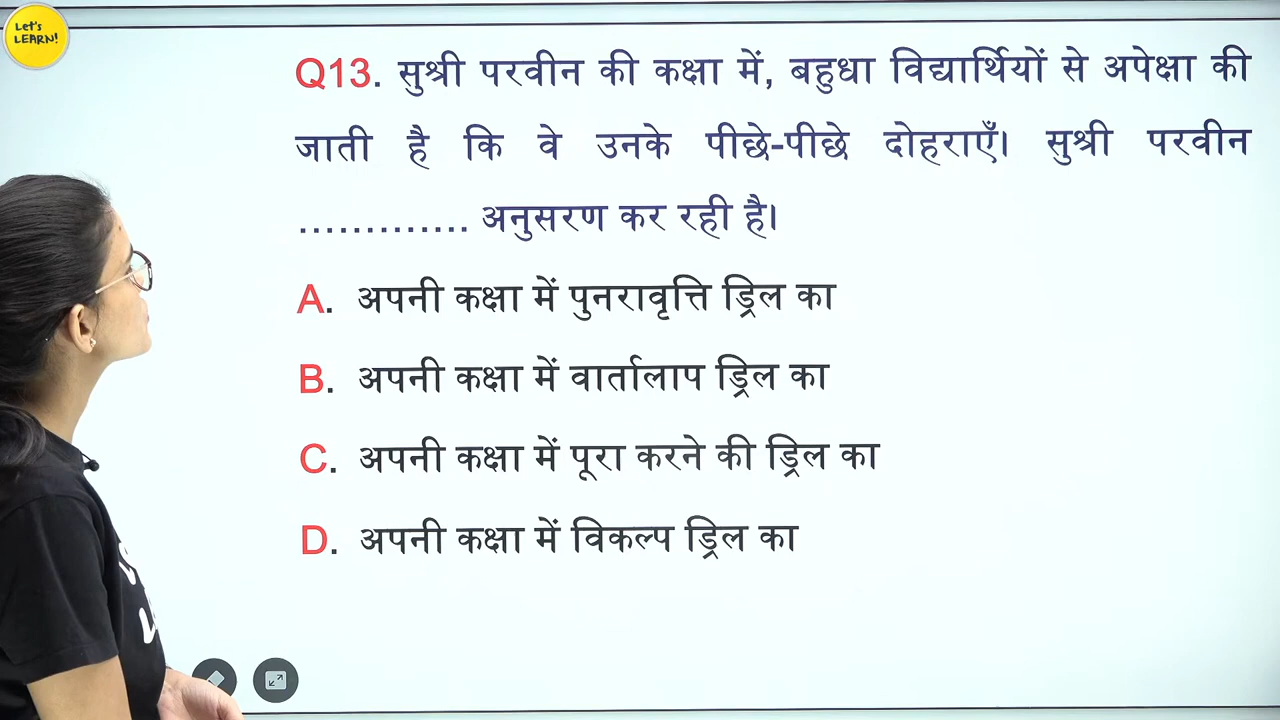 Let's
LEARN!
Q13. सुश्री परवीन की कक्षा में, बहुधा विद्यार्थियों से अपेक्षा की
जाती है कि वे उनके पीछे-पीछे दोहराएँ। सुश्री परवीन
............. अनुसरण कर रही है।
A. अपनी कक्षा में पुनरावृत्ति ड्रिल का
B. अपनी कक्षा में वार्तालाप ड्रिल का
C. अपनी कक्षा में पूरा करने की ड्रिल का
D. अपनी कक्षा में विकल्प ड्रिल का